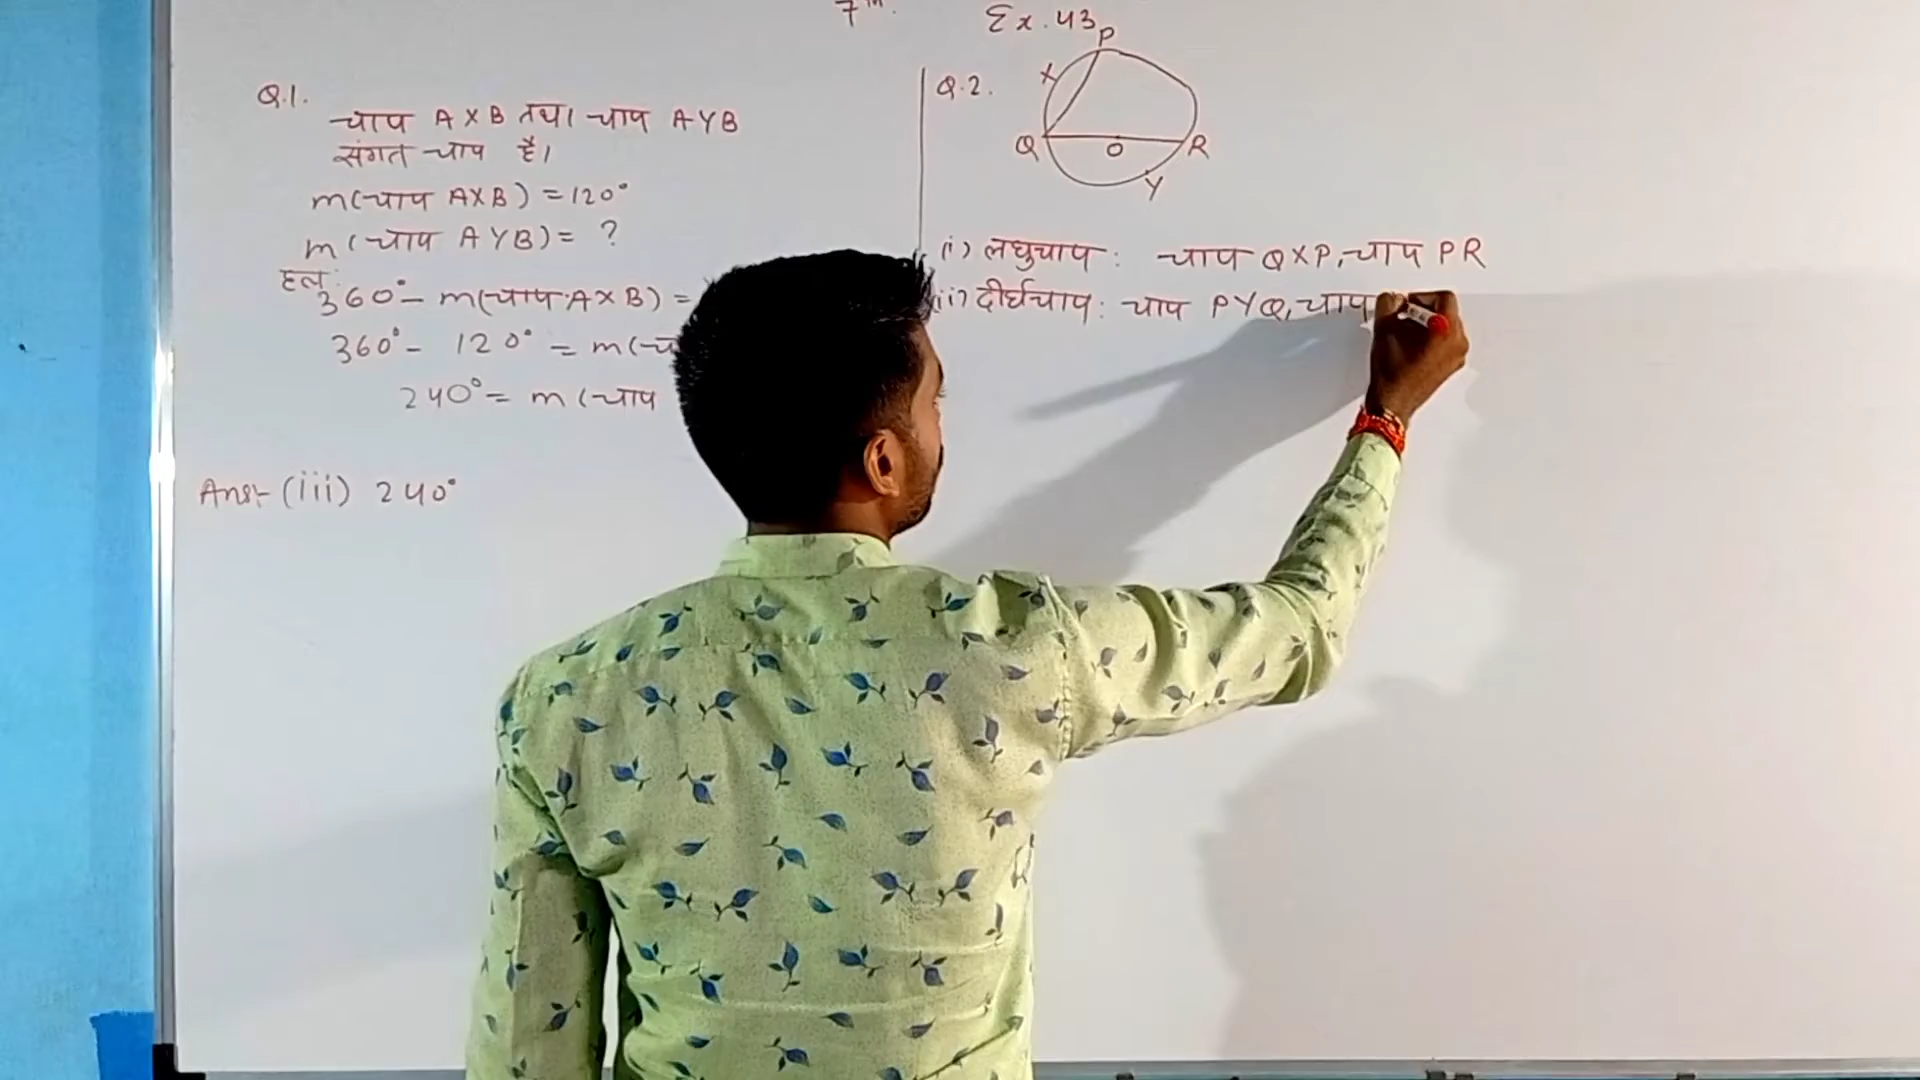 7th.
Ex. 43
Q.1.
चाप AXB तथा चाप AYB
संगत चाप है।
m(चाप AXB) = 120°
m(चाप AYB) = ?
हल:
360° - m(चाप AXB) =
360° - 120° = m(
240° = m(चाप
Ans:- (iii) 240°
Q.2.
P
X
Q
O
R
Y
(i) लघुचाप: चाप QXP, चाप PR
(ii) दीर्घचाप: चाप PYQ, चाप